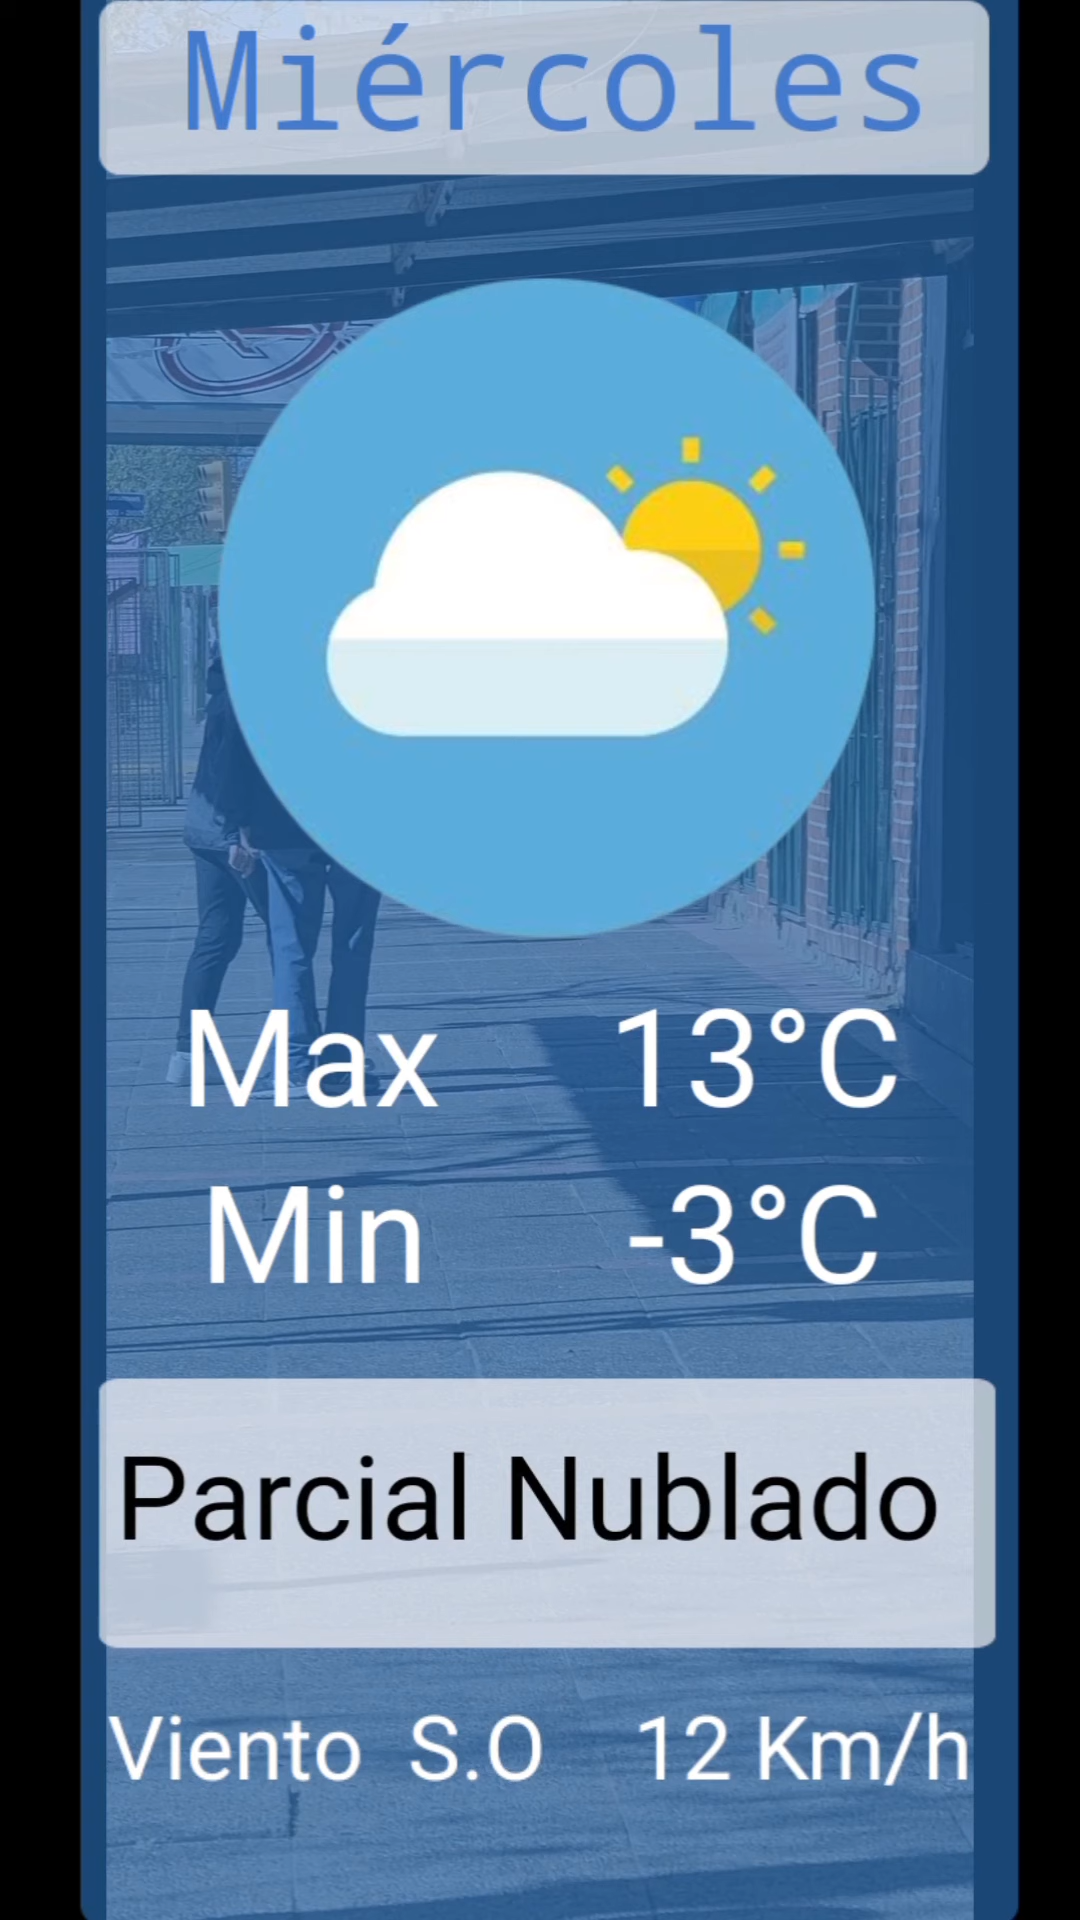 Miércoles
Max 13°C
Min -3°C
Parcial Nublado
Viento S.O 12 Km/h